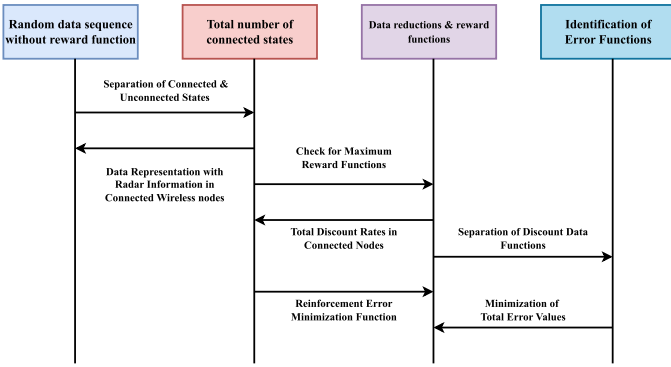 Random data sequence
without reward function
Total number of
connected states
Data reductions & reward
functions
Identification of
Error Functions
Separation of Connected &
Unconnected States
Data Representation with
Radar Information in
Connected Wireless nodes
Check for Maximum
Reward Functions
Total Discount Rates in
Connected Nodes
Separation of Discount Data
Functions
Reinforcement Error
Minimization Function
Minimization of
Total Error Values